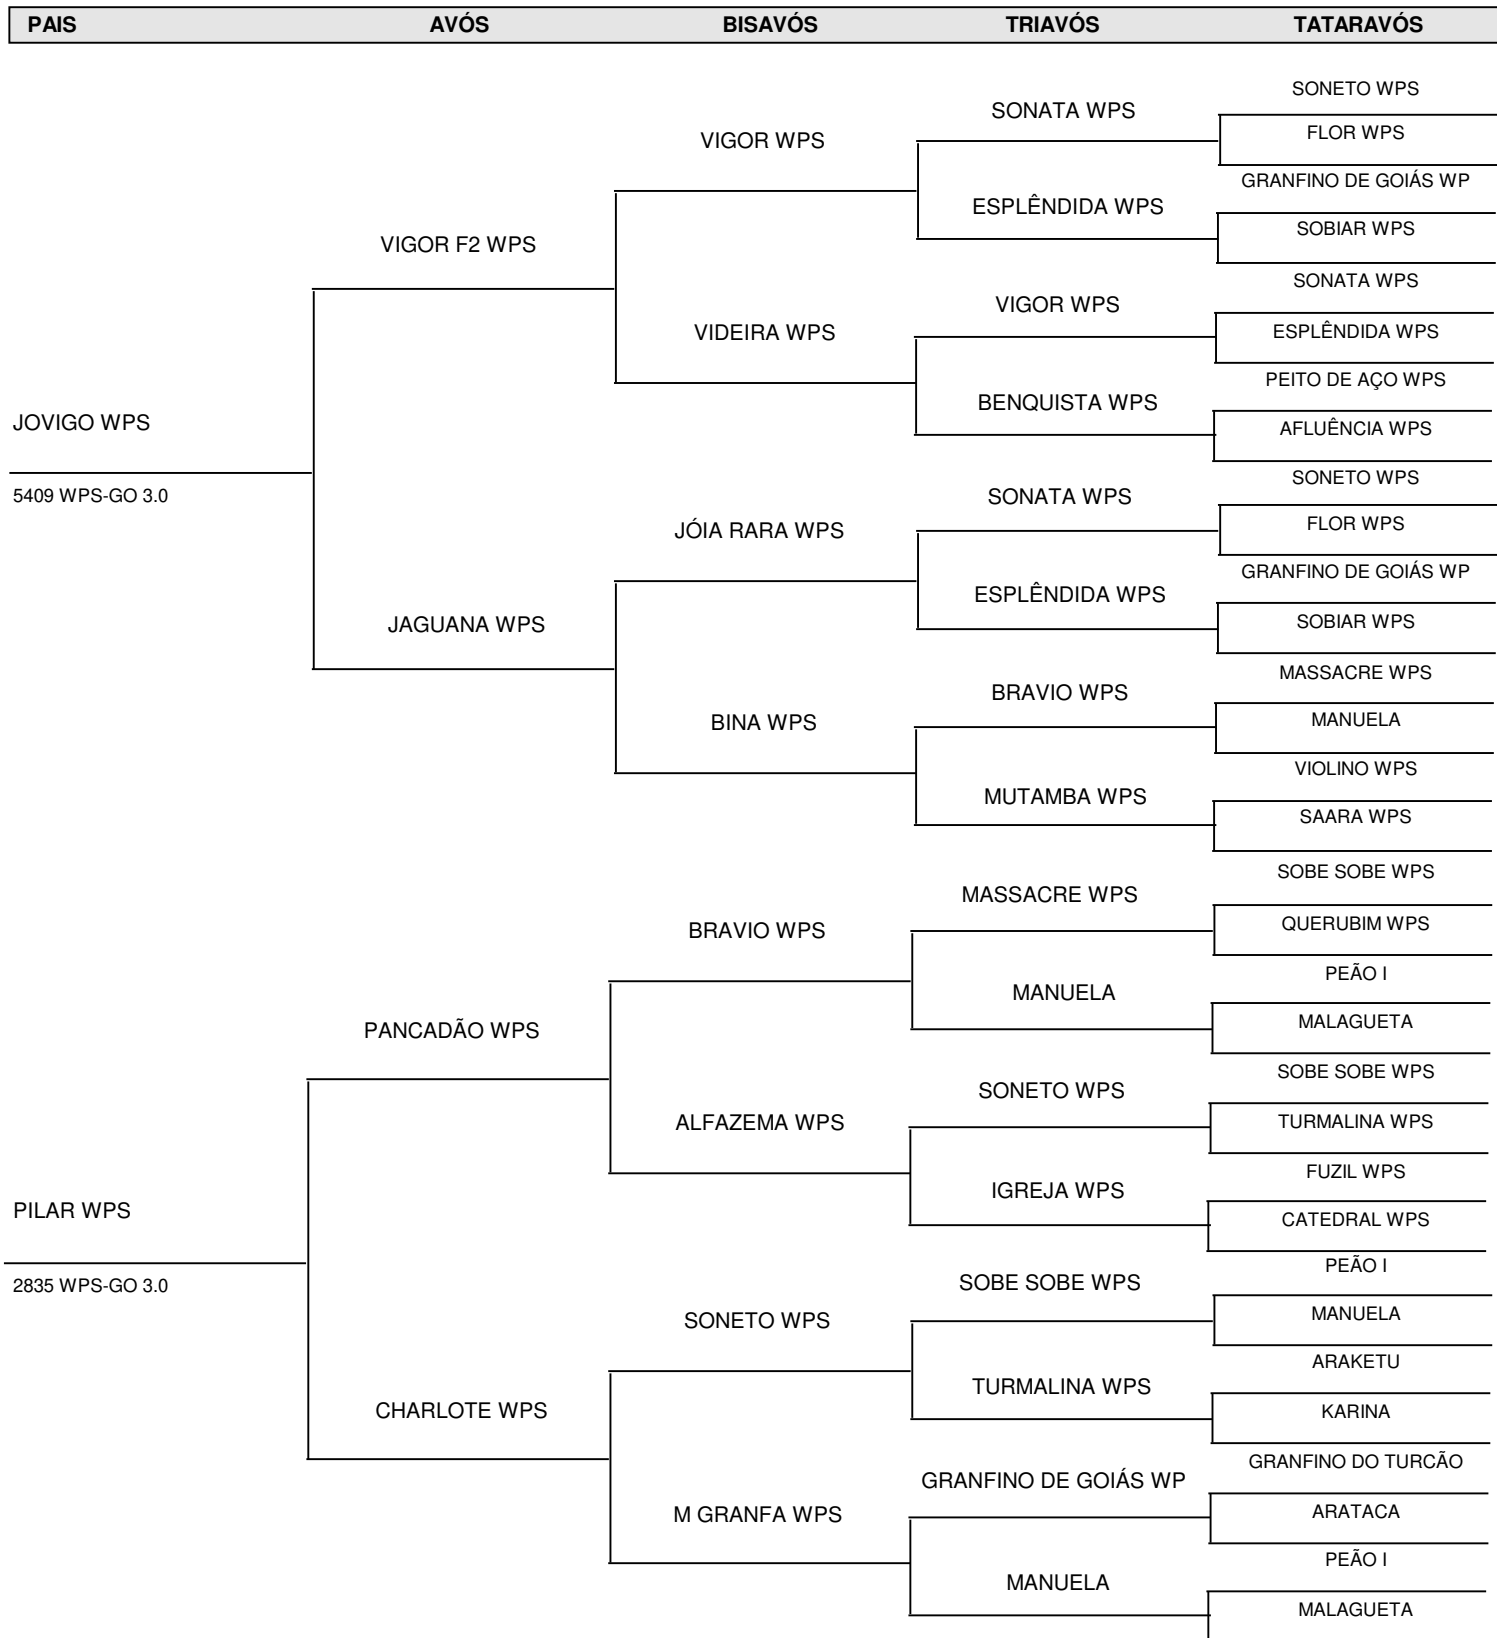 PAIS AVÓS BISAVÓS TRIAVÓS TATARAVÓS
SONETO WPS
SONATA WPS
FLOR WPS
VIGOR WPS
GRANFINO DE GOIÁS WP
ESPLÊNDIDA WPS
SOBIAR WPS
VIGOR F2 WPS
SONATA WPS
VIGOR WPS
VIDEIRA WPS
ESPLÊNDIDA WPS
PEITO DE AÇO WPS
BENQUISTA WPS
JOVIGO WPS
AFLUÊNCIA WPS
SONETO WPS
5409 WPS-GO 3.0
SONATA WPS
FLOR WPS
JÓIA RARA WPS
GRANFINO DE GOIÁS WP
ESPLÊNDIDA WPS
SOBIAR WPS
JAGUANA WPS
MASSACRE WPS
BRAVIO WPS
MANUELA
BINA WPS
VIOLINO WPS
MUTAMBA WPS
SAARA WPS
SOBE SOBE WPS
MASSACRE WPS
QUERUBIM WPS
BRAVIO WPS
PEÃO I
MANUELA
MALAGUETA
PANCADÃO WPS
SOBE SOBE WPS
SONETO WPS
TURMALINA WPS
ALFAZEMA WPS
FUZIL WPS
IGREJA WPS
PILAR WPS
CATEDRAL WPS
PEÃO I
2835 WPS-GO 3.0
SOBE SOBE WPS
MANUELA
SONETO WPS
ARAKETU
TURMALINA WPS
CHARLOTE WPS
KARINA
GRANFINO DO TURCÃO
GRANFINO DE GOIÁS WP
ARATACA
M GRANFA WPS
PEÃO I
MANUELA
MALAGUETA